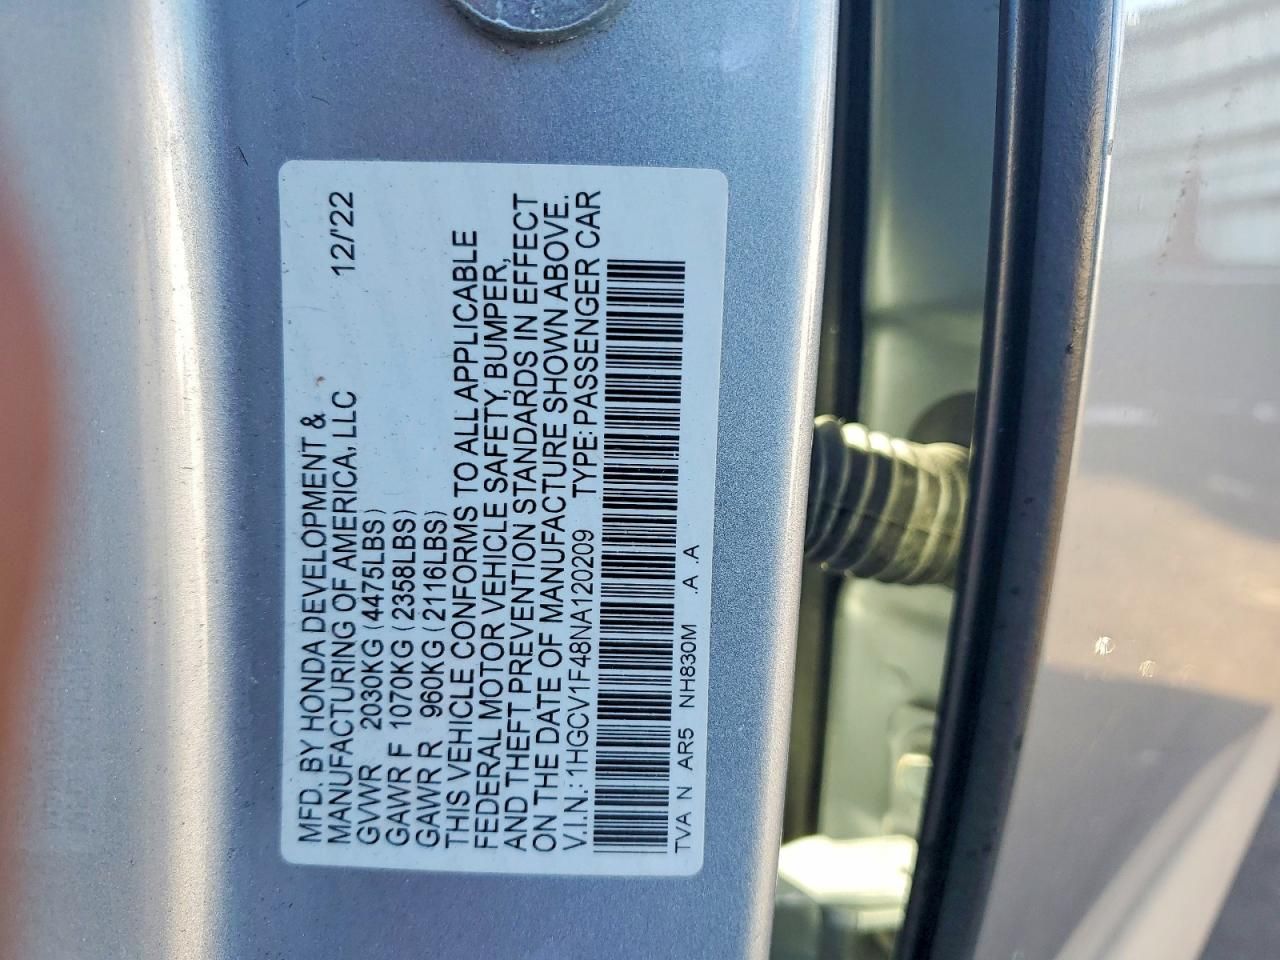 MFD. BY HONDA DEVELOPMENT &
MANUFACTURING OF AMERICA, LLC 12/'22
GVWR 2030KG (4475LBS)
GAWR F 1070KG (2358LBS)
GAWR R 960KG (2116LBS)
THIS VEHICLE CONFORMS TO ALL APPLICABLE
FEDERAL MOTOR VEHICLE SAFETY, BUMPER,
AND THEFT PREVENTION STANDARDS IN EFFECT
ON THE DATE OF MANUFACTURE SHOWN ABOVE.
V.I.N.: 1HGCV1F48NA120209 TYPE: PASSENGER CAR
TVA N AR5 NH830M .A .A